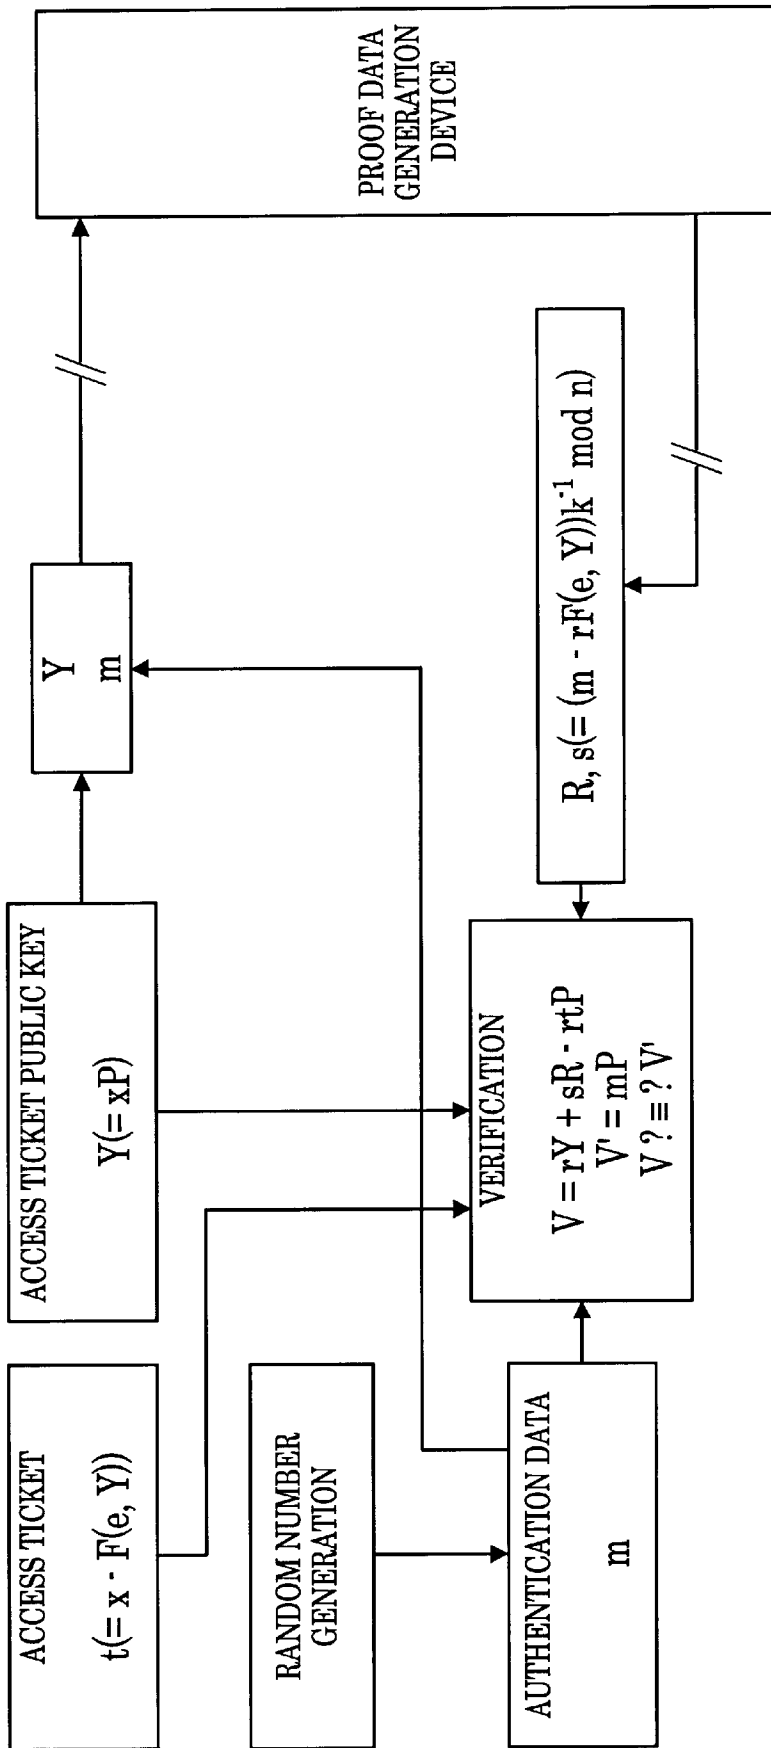 ACCESS TICKET
t(= x - F(e, Y))
ACCESS TICKET PUBLIC KEY
Y(= xP)
Y
m
PROOF DATA
GENERATION
DEVICE
RANDOM NUMBER
GENERATION
AUTHENTICATION DATA
m
VERIFICATION
V = rY + sR - rtP
V' = mP
V ? ≡ ? V'
R, s(= (m - rF(e, Y))k⁻¹ mod n)